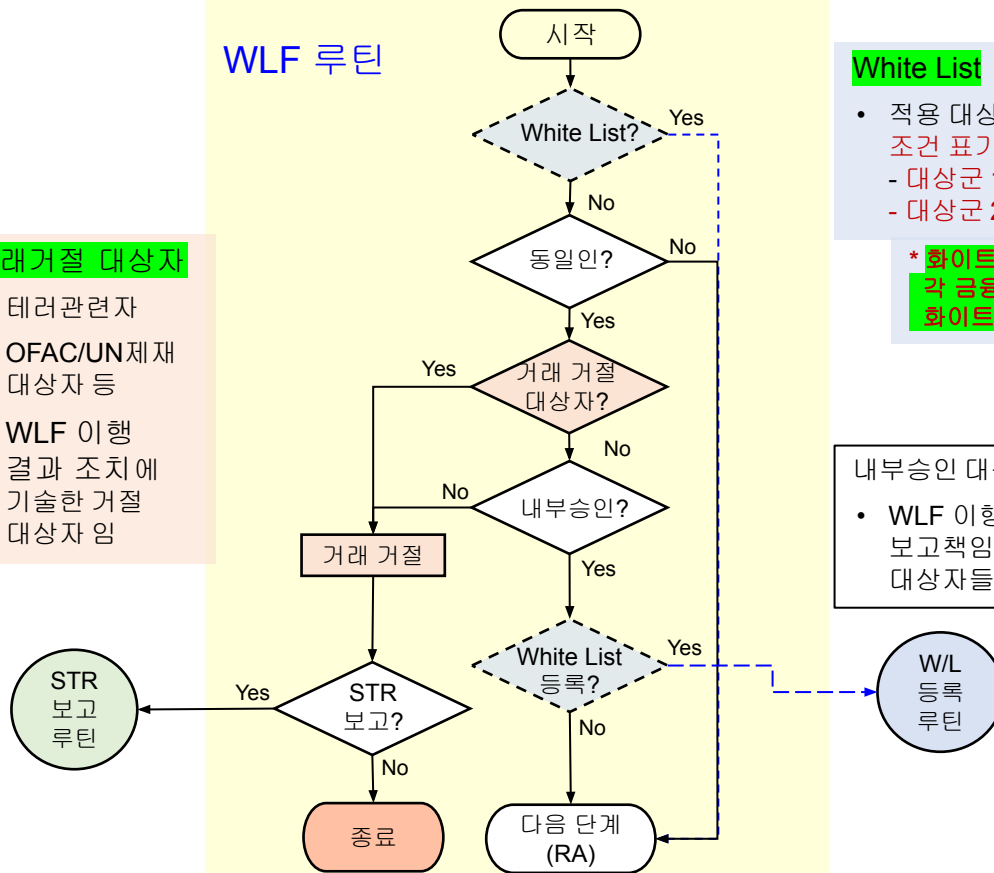 WLF 루틴
시작
White List?
Yes
No
동일인?
No
Yes
거래 거절
대상자?
Yes
No
내부승인?
No
Yes
거래 거절
White List
등록?
Yes
No
STR
보고?
Yes
No
종료
다음 단계
(RA)
STR
보고
루틴
W/L
등록
루틴
래거절 대상자
테러관련자
OFAC/UN제재
대상자 등
WLF 이행
결과 조치에
기술한 거절
대상자 임
White List
• 적용 대상
조건 표기
- 대상군
- 대상군 2
* 화이트
각 금융
화이트
내부승인 대
• WLF 이행
보고책임
대상자들